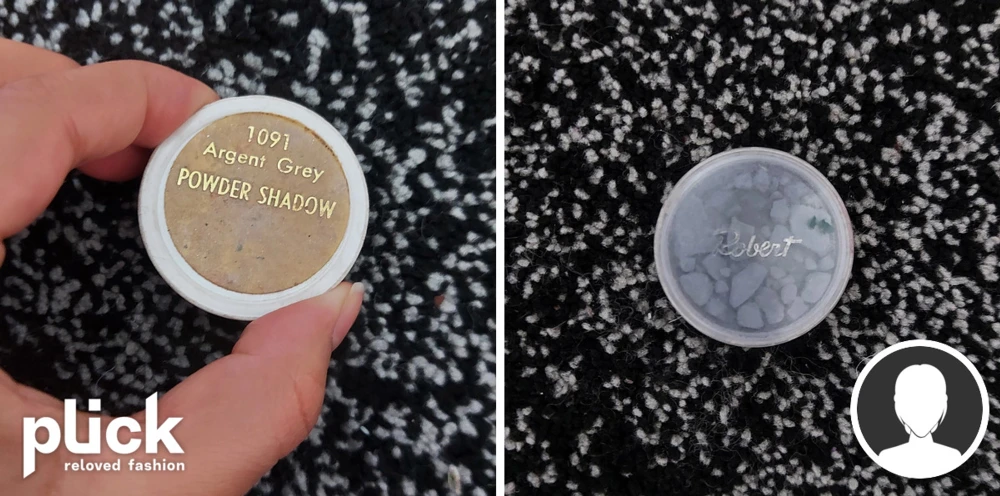 1091
Argent Grey
POWDER SHADOW
plick
reloved fashion
Robert